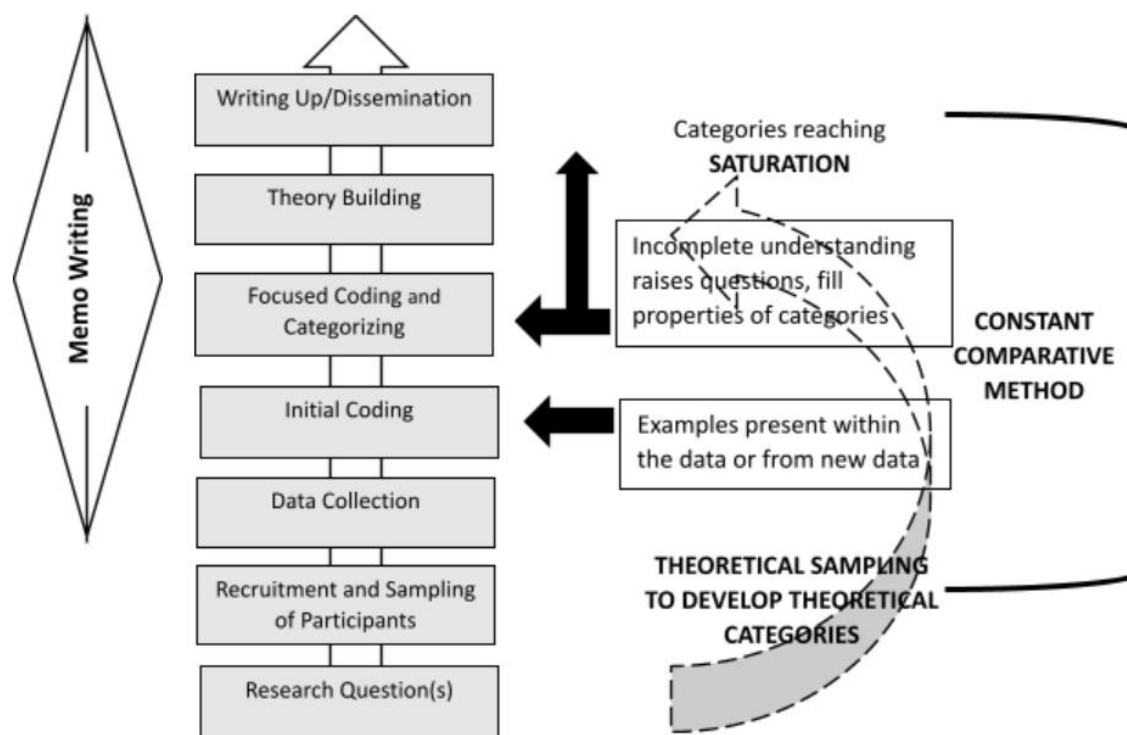 Memo Writing
Writing Up/Dissemination
Theory Building
Focused Coding and
Categorizing
Initial Coding
Data Collection
Recruitment and Sampling
of Participants
Research Question(s)
Categories reaching
SATURATION
Incomplete understanding
raises questions, fill
properties of categories
Examples present within
the data or from new data
THEORETICAL SAMPLING
TO DEVELOP THEORETICAL
CATEGORIES
CONSTANT
COMPARATIVE
METHOD